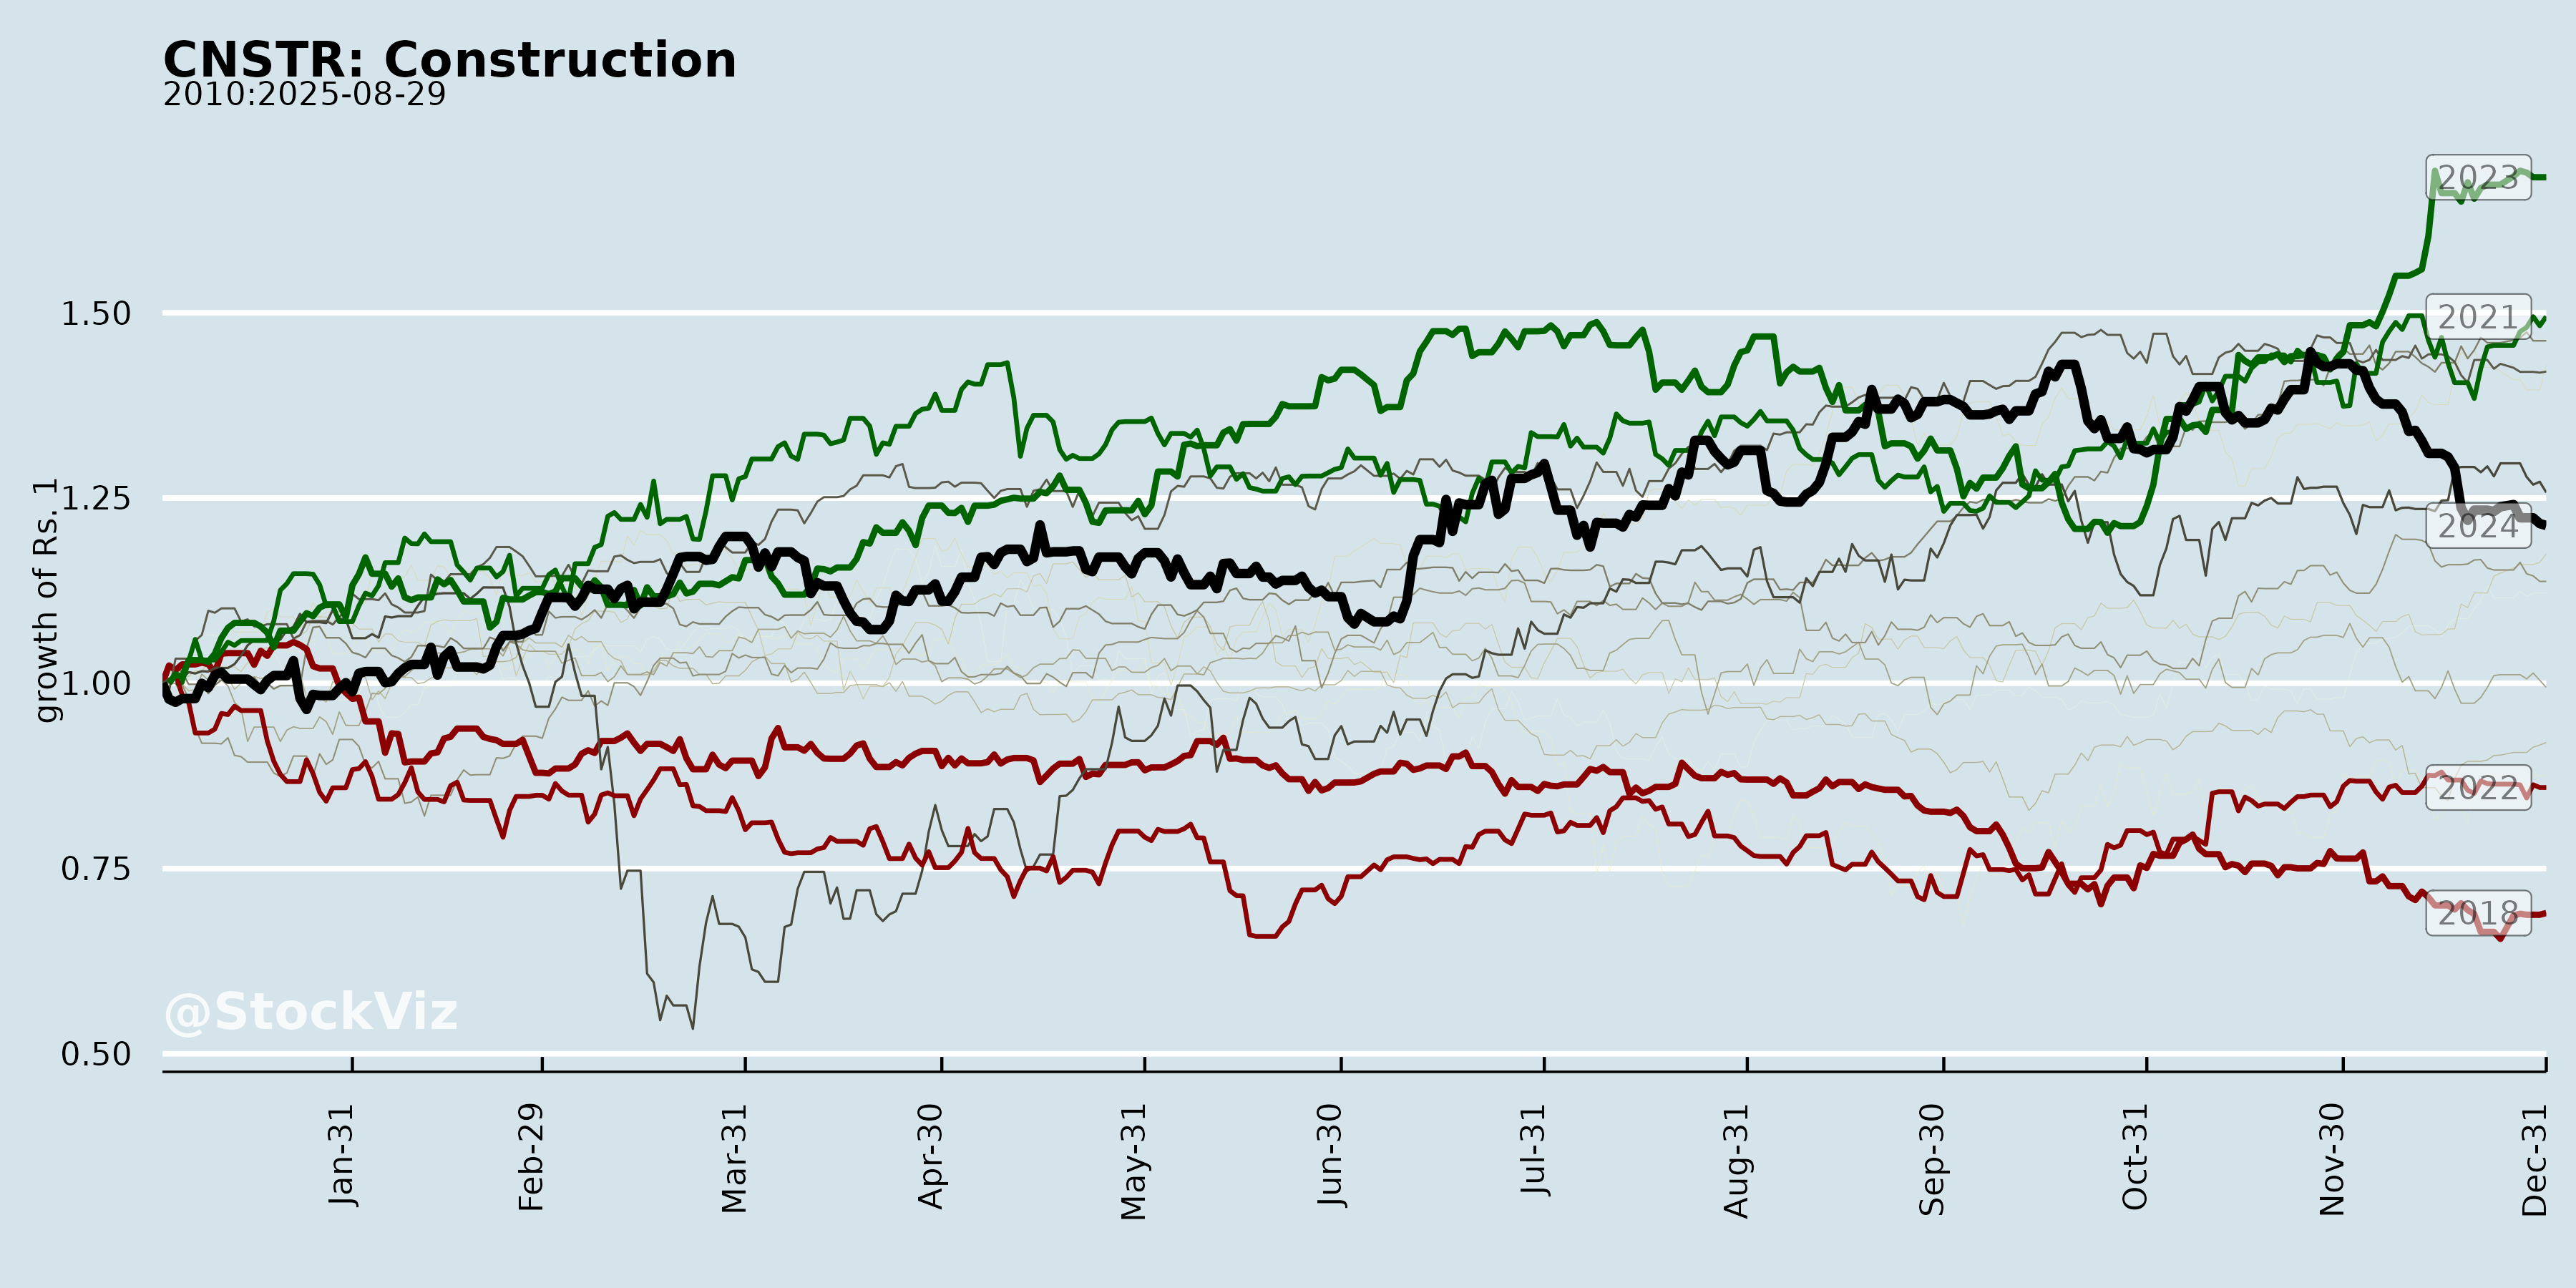 CNSTR: Construction
2010:2025-08-29
growth of Rs. 1
1.50
1.25
1.00
0.75
0.50
2023
2021
2024
2022
2018
@StockViz
Jan-31
Feb-29
Mar-31
Apr-30
May-31
Jun-30
Jul-31
Aug-31
Sep-30
Oct-31
Nov-30
Dec-31